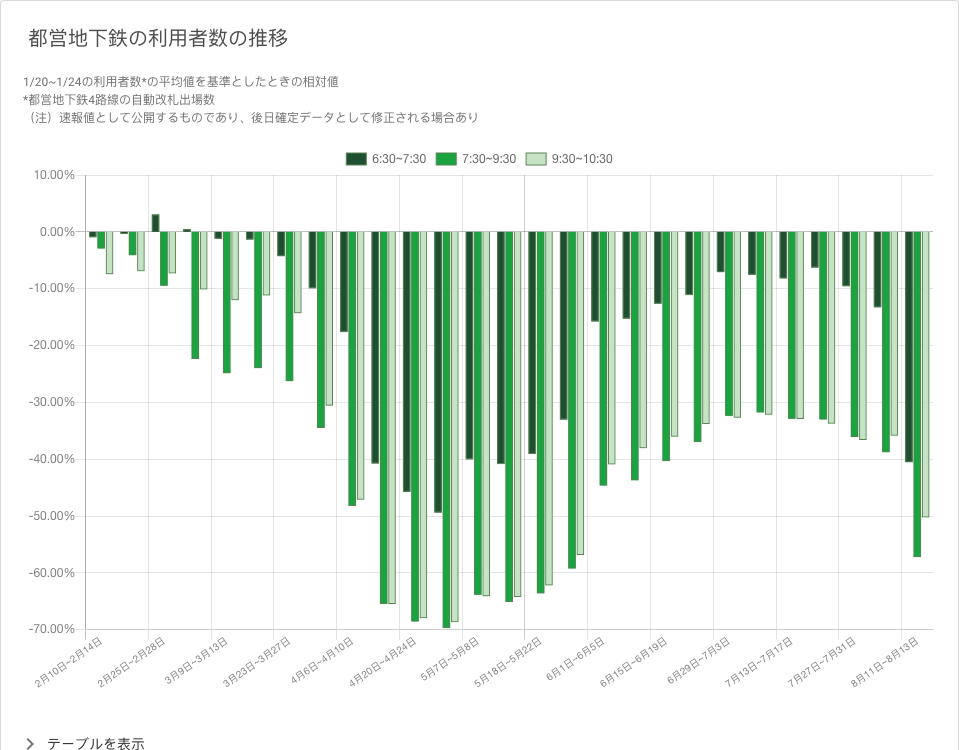 都営地下鉄の利用者数の推移
1/20~1/24の利用者数*の平均値を基準としたときの相対値
*都営地下鉄4路線の自動改札出場数
（注）速報値として公開するものであり、後日確定データとして修正される場合あり
6:30~7:30 7:30~9:30 9:30~10:30
10.00%
0.00%
-10.00%
-20.00%
-30.00%
-40.00%
-50.00%
-60.00%
-70.00%
2月10日~2月14日
2月25日~2月28日
3月9日~3月13日
3月23日~3月27日
4月6日~4月10日
4月20日~4月24日
5月7日~5月8日
5月18日~5月22日
6月1日~6月5日
6月15日~6月19日
6月29日~7月3日
7月13日~7月17日
7月27日~7月31日
8月11日~8月13日
テーブルを表示